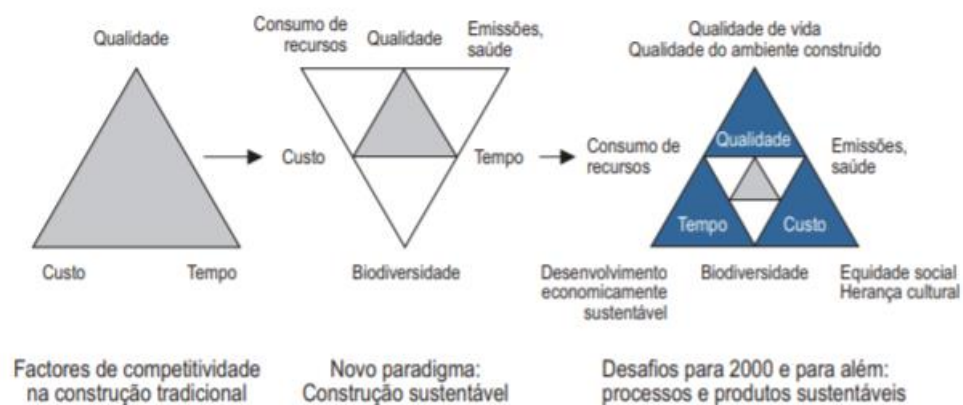 Qualidade
Custo
Tempo
Factores de competitividade
na construção tradicional
Consumo de
recursos
Qualidade
Emissões,
saúde
Custo
Tempo
Biodiversidade
Novo paradigma:
Construção sustentável
Qualidade de vida
Qualidade do ambiente construído
Consumo de
recursos
Qualidade
Emissões,
saúde
Tempo
Custo
Desenvolvimento
economicamente
sustentável
Biodiversidade
Equidade social
Herança cultural
Desafios para 2000 e para além:
processos e produtos sustentáveis